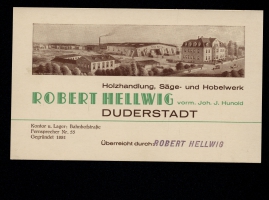 Holzhandlung, Säge- und Hobelwerk
ROBERT HELLWIG vorm. Joh. J. Hunold
DUDERSTADT
Kontor u. Lager: Bahnhofstraße
Fernsprecher Nr. 55
Gegründet 1884
Überreicht durch: ROBERT HELLWIG